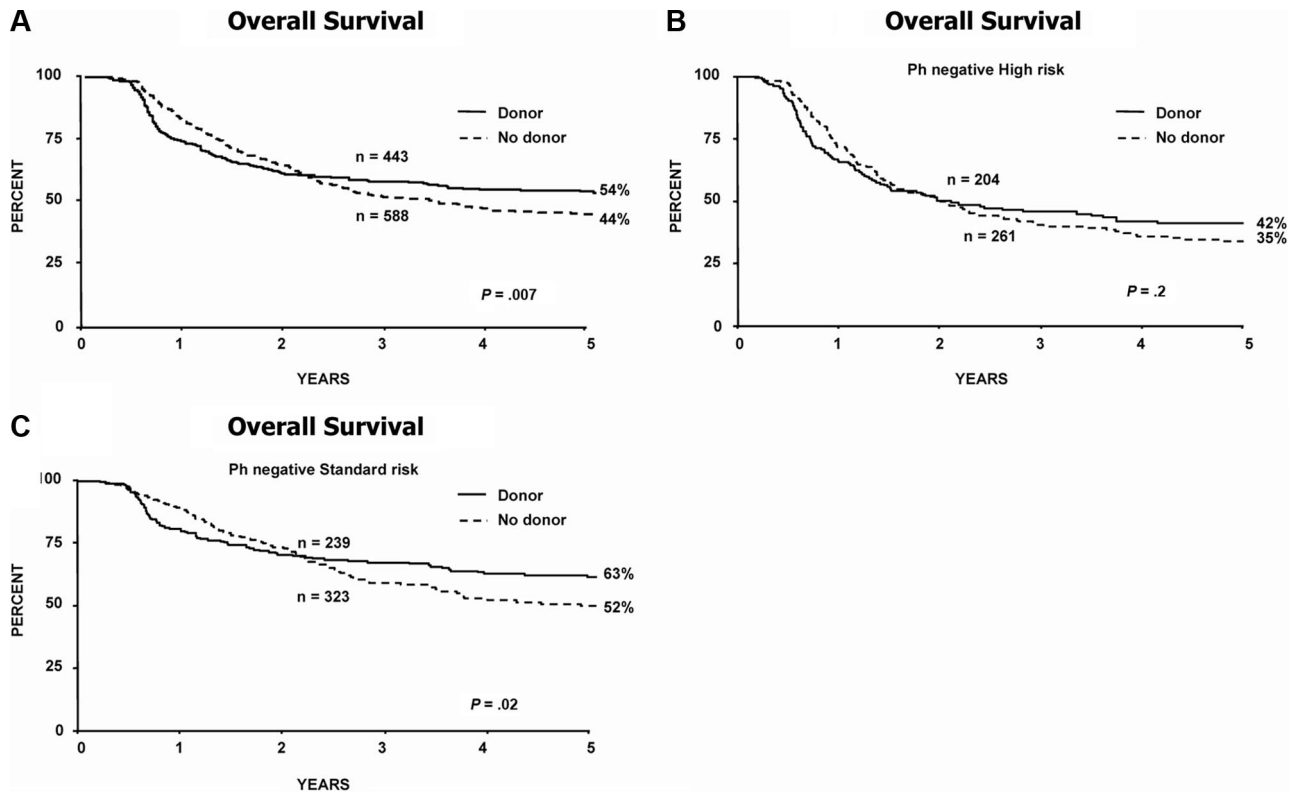 A
Overall Survival
100
75
50
25
0
PERCENT
Donor
No donor
n = 443
n = 588
54%
44%
P = .007
0 1 2 3 4 5
YEARS
B
Overall Survival
Ph negative High risk
100
75
50
25
0
PERCENT
Donor
No donor
n = 204
n = 261
42%
35%
P = .2
0 1 2 3 4 5
YEARS
C
Overall Survival
Ph negative Standard risk
100
75
50
25
0
PERCENT
Donor
No donor
n = 239
n = 323
63%
52%
P = .02
0 1 2 3 4 5
YEARS